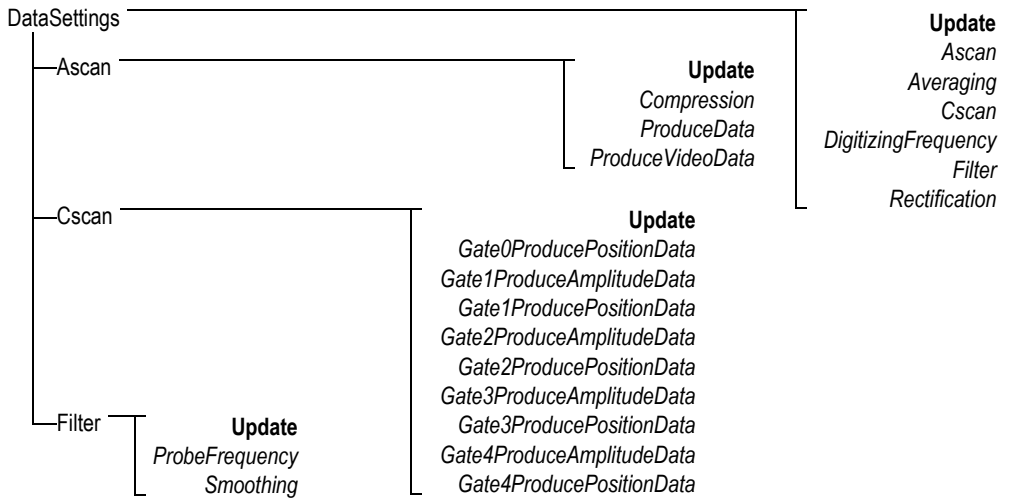 DataSettings
Update
Ascan
Averaging
Cscan
DigitizingFrequency
Filter
Rectification
Ascan
Update
Compression
ProduceData
ProduceVideoData
Cscan
Update
Gate0ProducePositionData
Gate1ProduceAmplitudeData
Gate1ProducePositionData
Gate2ProduceAmplitudeData
Gate2ProducePositionData
Gate3ProduceAmplitudeData
Gate3ProducePositionData
Gate4ProduceAmplitudeData
Gate4ProducePositionData
Filter
Update
ProbeFrequency
Smoothing